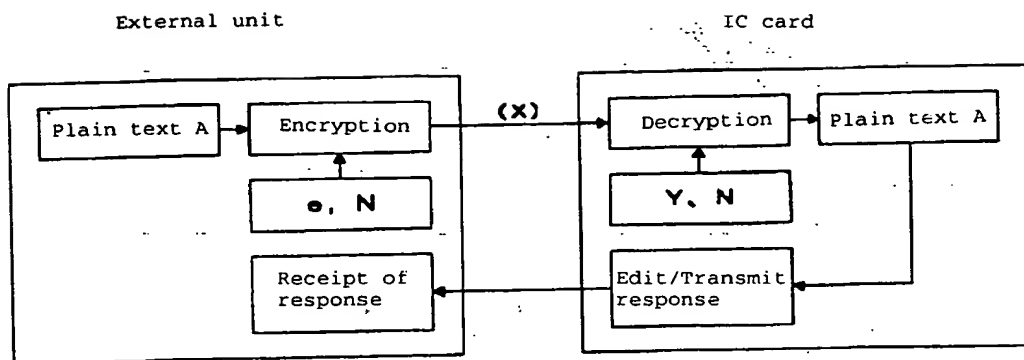 External unit
IC card
Plain text A
Encryption
(X)
Decryption
Plain text A
e, N
Y, N
Receipt of
response
Edit/Transmit
response